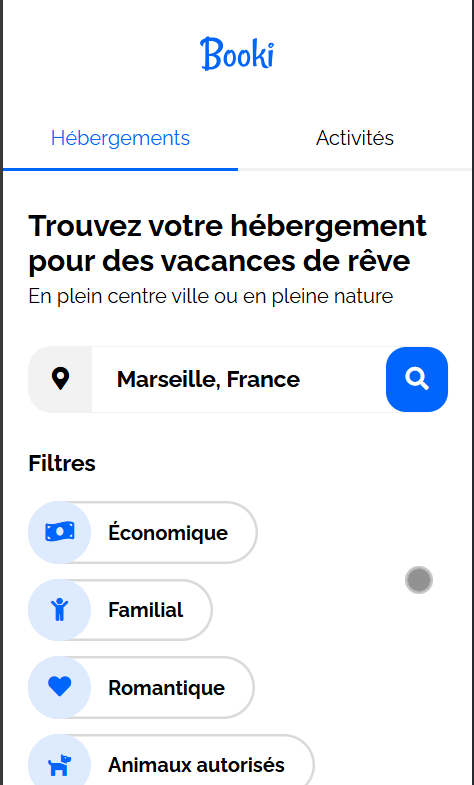 Booki
Hébergements
Activités
Trouvez votre hébergement
pour des vacances de rêve
En plein centre ville ou en pleine nature
Marseille, France
Filtres
Économique
Familial
Romantique
Animaux autorisés